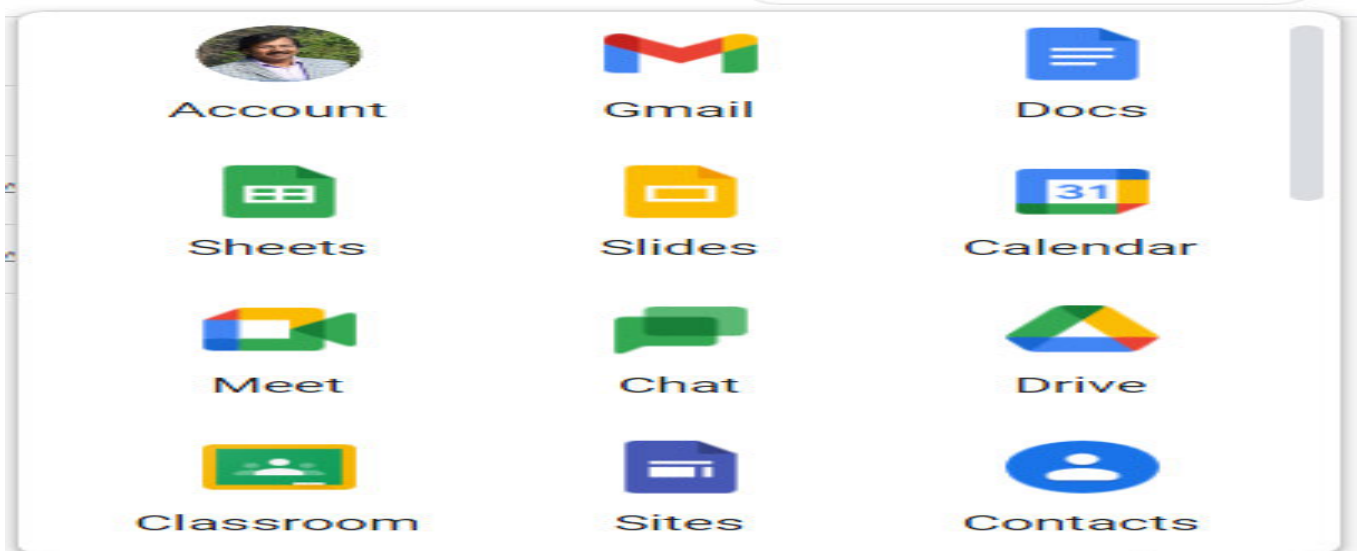 Account Gmail Docs
31
Sheets Slides Calendar
Meet Chat Drive
Classroom Sites Contacts